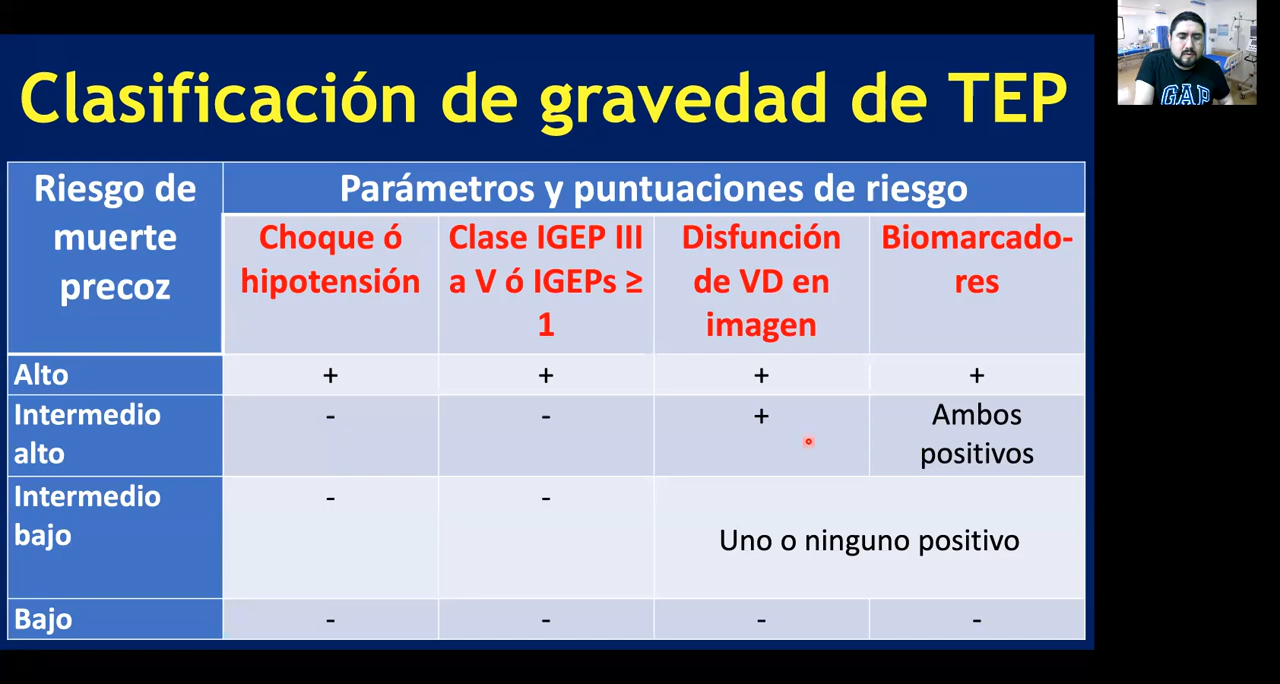 Clasificación de gravedad de TEP
Riesgo de
muerte
precoz
Parámetros y puntuaciones de riesgo
Choque ó
hipotensión
Clase IGEP III
a V ó IGEPs ≥
1
Disfunción
de VD en
imagen
Biomarcado-
res
Alto
+
+
+
+
Intermedio
alto
-
-
+
Ambos
positivos
Intermedio
bajo
-
-
Uno o ninguno positivo
Bajo
-
-
-
-
GAP